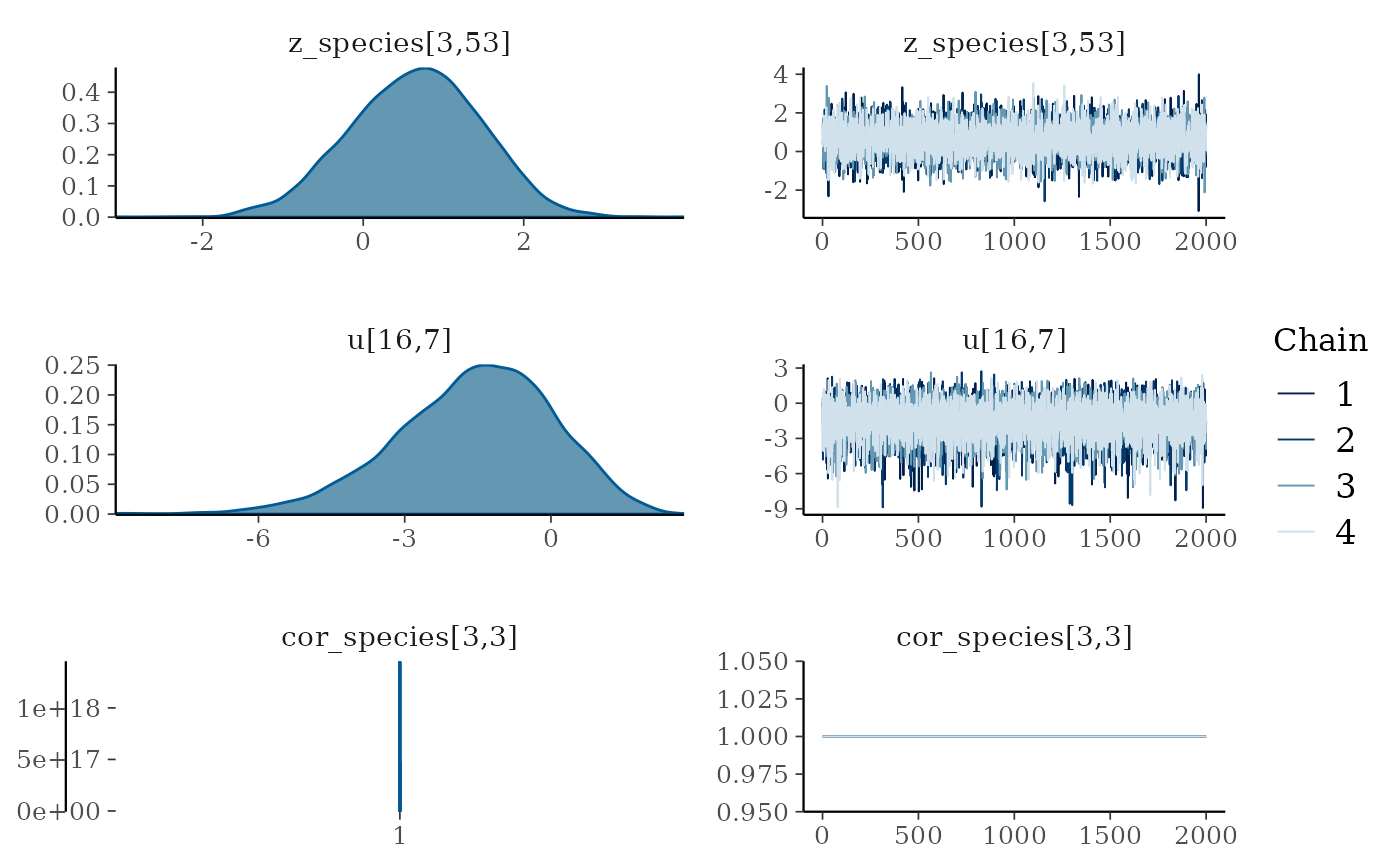 z_species[3,53]
0.4
0.3
0.2
0.1
0.0
-2 0 2
z_species[3,53]
4
2
0
-2
0 500 1000 1500 2000
u[16,7]
0.25
0.20
0.15
0.10
0.05
0.00
-6 -3 0
u[16,7]
3
0
-3
-6
-9
0 500 1000 1500 2000
Chain
1
2
3
4
cor_species[3,3]
1e+18
5e+17
0e+00
1
cor_species[3,3]
1.050
1.025
1.000
0.975
0.950
0 500 1000 1500 2000